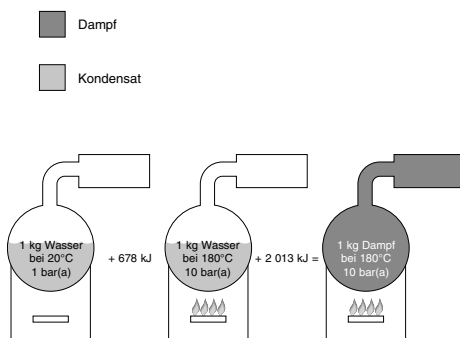 Dampf
Kondensat
1 kg Wasser
bei 20°C
1 bar(a)
+ 678 kJ
1 kg Wasser
bei 180°C
10 bar(a)
+ 2 013 kJ =
1 kg Dampf
bei 180°C
10 bar(a)